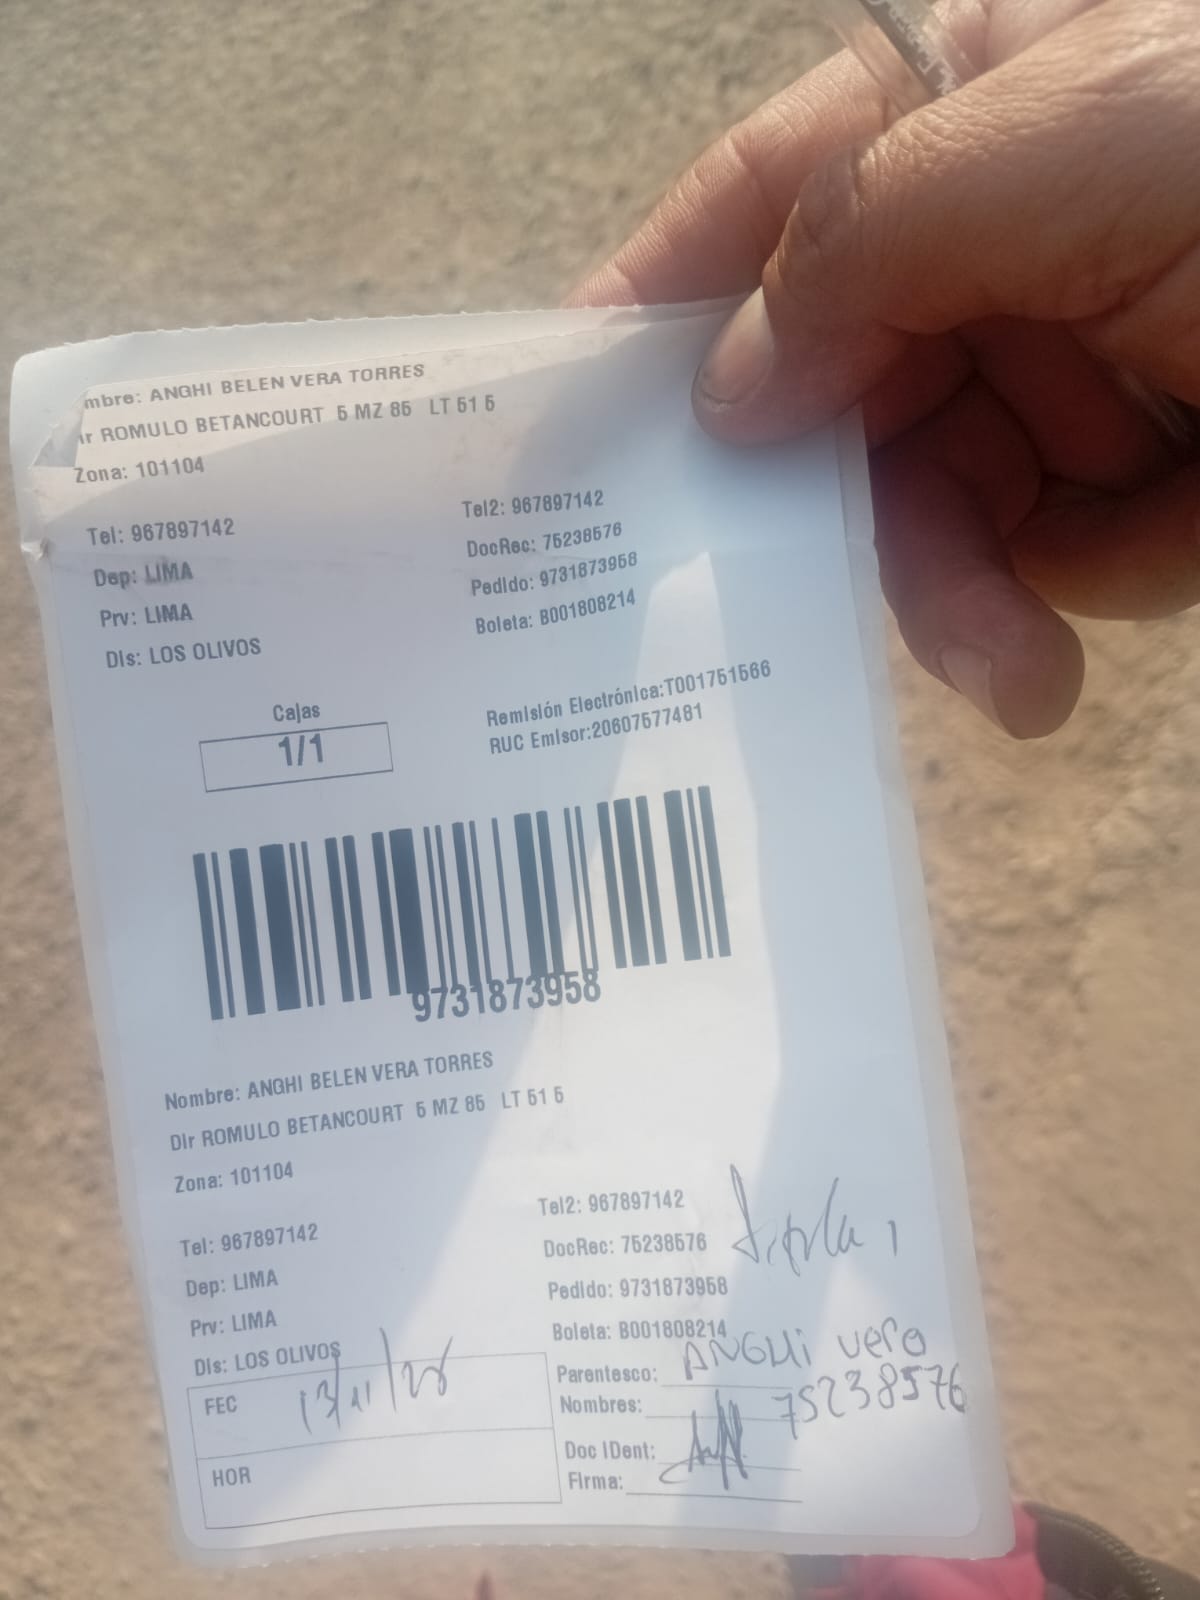 mbre: ANGHI BELEN VERA TORRES
ir ROMULO BETANCOURT 5 MZ 85 LT 51 5
Zona: 101104
Tel: 967897142
Tel2: 967897142
Dep: LIMA
DocRec: 75238576
Prv: LIMA
Pedido: 9731873958
Dis: LOS OLIVOS
Boleta: B001808214
Cajas
1/1
Remisión Electrónica:T001751566
RUC Emisor:20607577481
9731873958
Nombre: ANGHI BELEN VERA TORRES
Dir ROMULO BETANCOURT 5 MZ 85 LT 51 5
Zona: 101104
Tel: 967897142
Tel2: 967897142
Dep: LIMA
DocRec: 75238576
Prv: LIMA
Pedido: 9731873958
Dis: LOS OLIVOS
Boleta: B001808214
FEC 13/11/25
HOR
Parentesco: ANGHi vera
Nombres: 75238576
Doc IDent:
Firma: